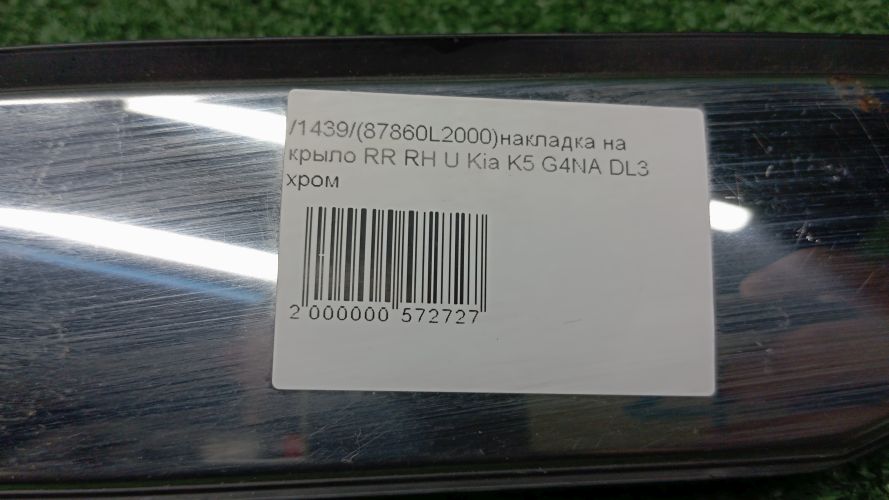 /1439/(87860L2000)накладка на
крыло RR RH U Kia K5 G4NA DL3
хром
2 000000 572727